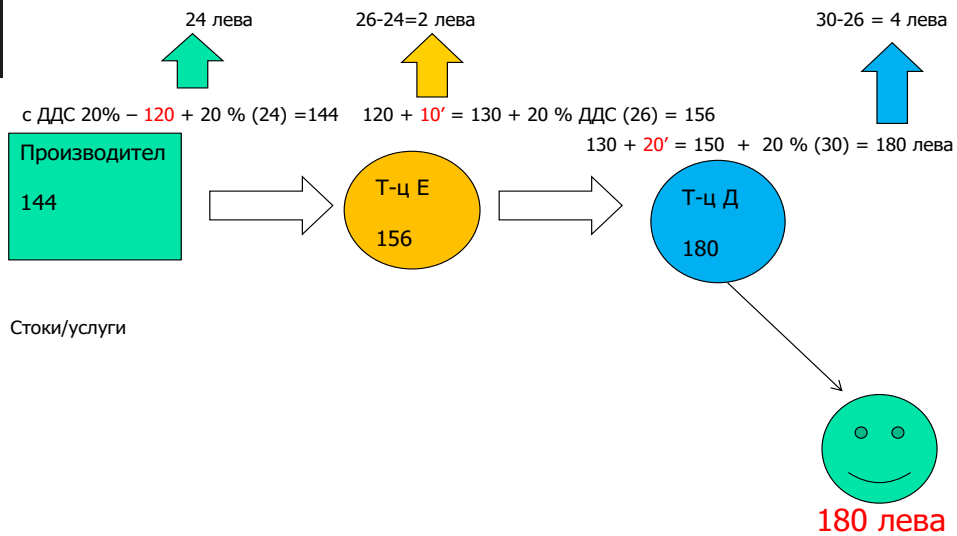 24 лева
26-24=2 лева
30-26 = 4 лева
с ДДС 20% – 120 + 20 % (24) =144
120 + 10′ = 130 + 20 % ДДС (26) = 156
130 + 20′ = 150 + 20 % (30) = 180 лева
Производител
144
Т-ц Е
156
Т-ц Д
180
Стоки/услуги
180 лева